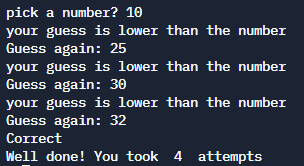 pick a number? 10
your guess is lower than the number
Guess again: 25
your guess is lower than the number
Guess again: 30
your guess is lower than the number
Guess again: 32
Correct
Well done! You took  4  attempts